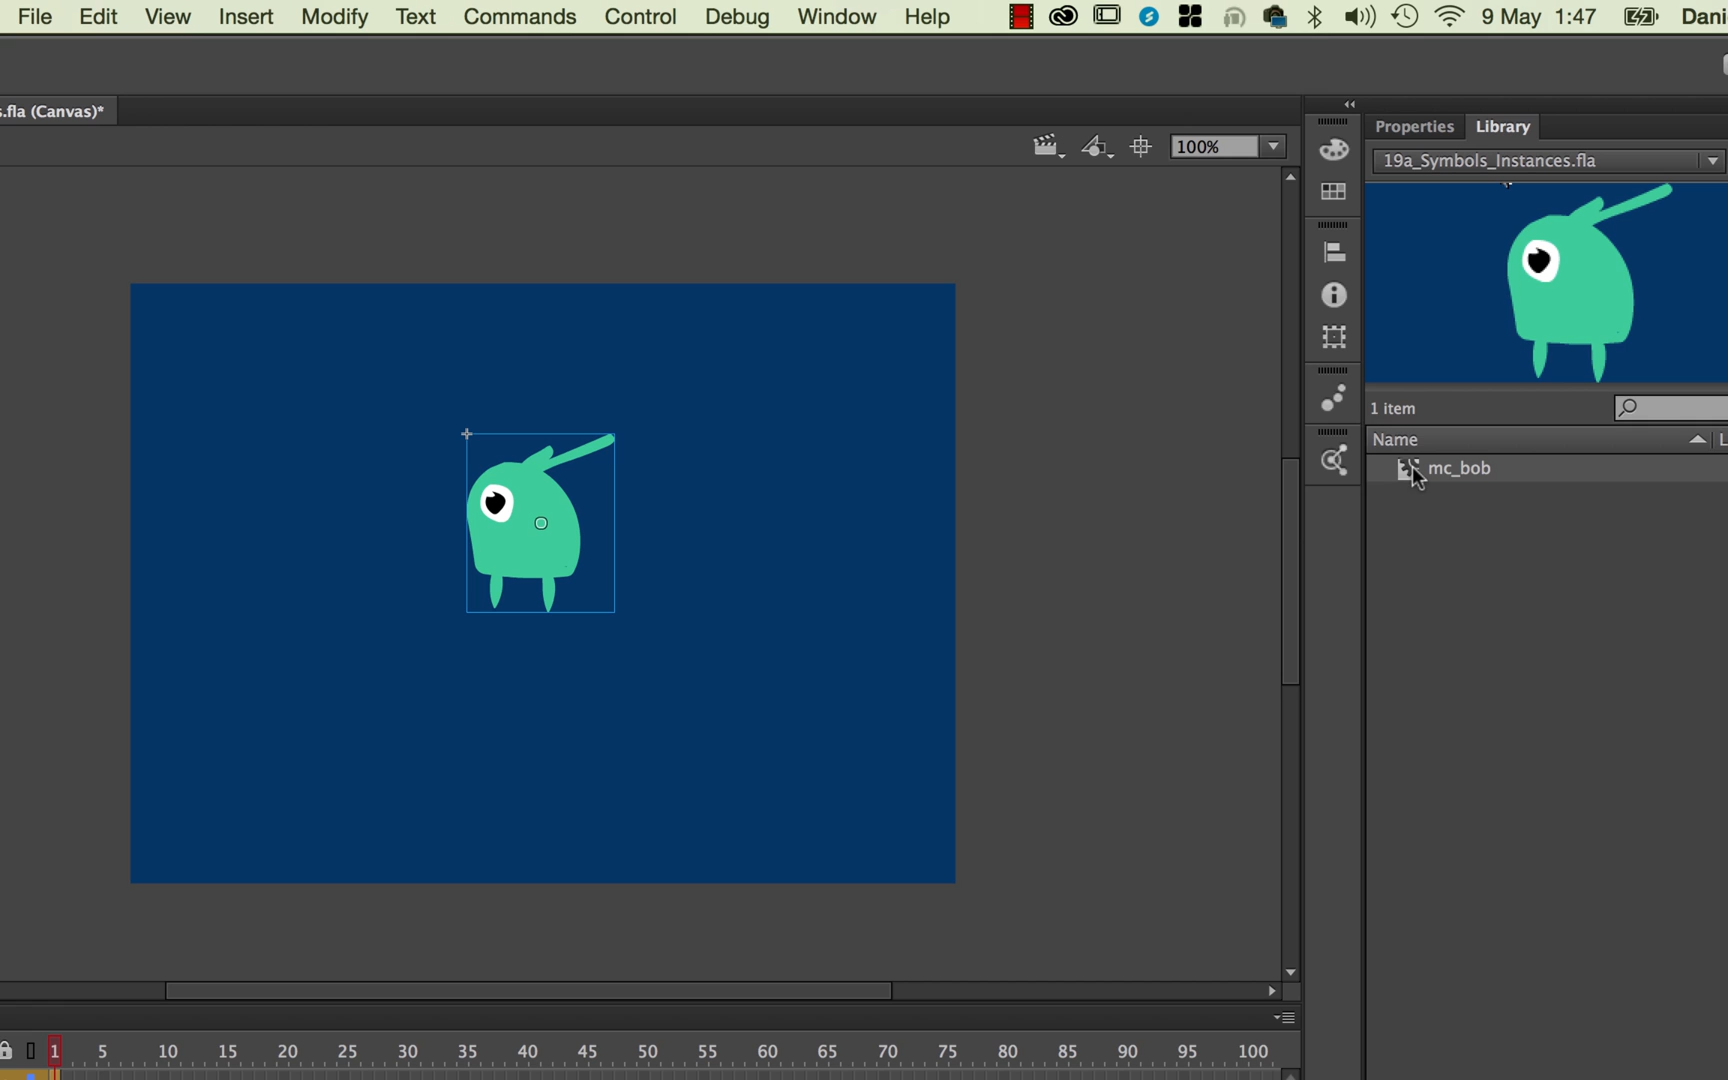 File Edit View Insert Modify Text Commands Control Debug Window Help 9 May 1:47 Dani
s.fla (Canvas)*
Properties Library
100%
19a_Symbols_Instances.fla
1 item
Name L
mc_bob
1 5 10 15 20 25 30 35 40 45 50 55 60 65 70 75 80 85 90 95 100